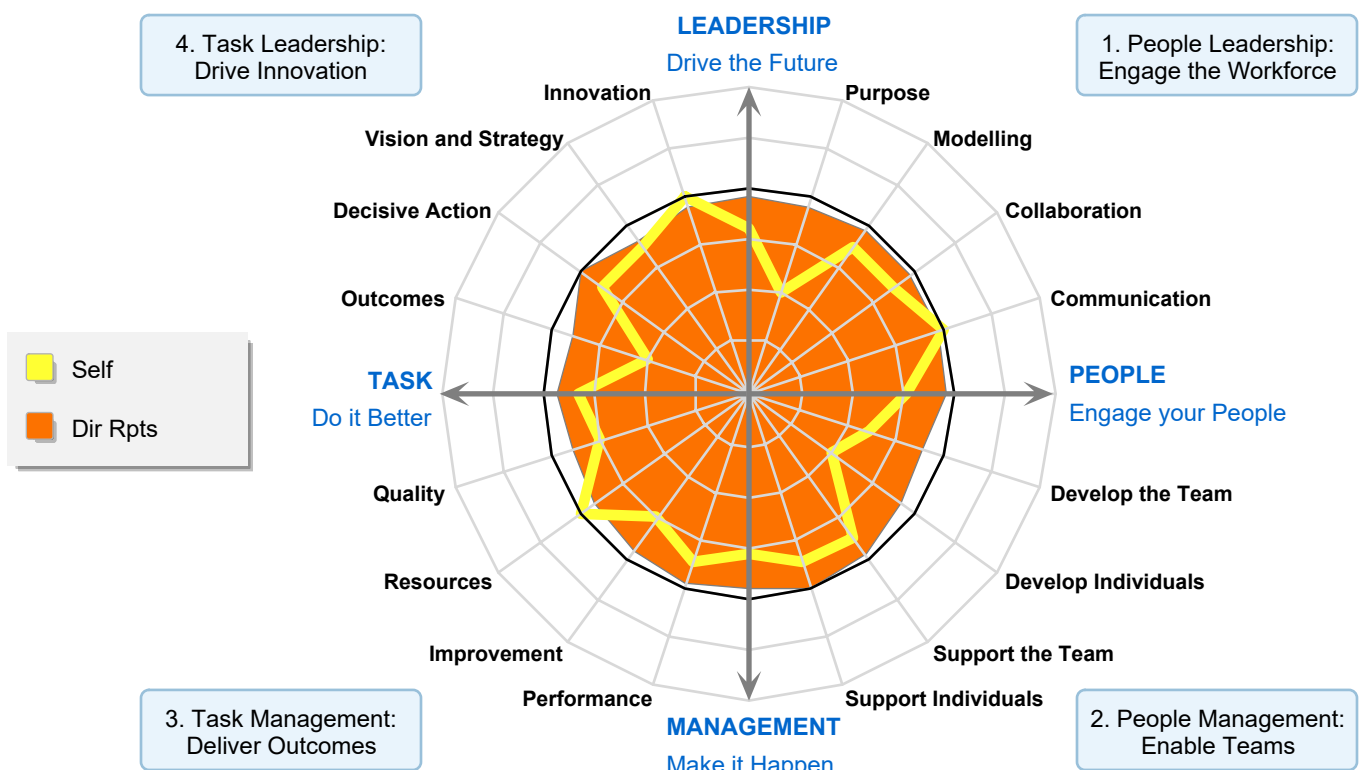 LEADERSHIP
Drive the Future
4. Task Leadership:
Drive Innovation
1. People Leadership:
Engage the Workforce
Innovation
Purpose
Vision and Strategy
Modelling
Decisive Action
Collaboration
Outcomes
Communication
Self
Dir Rpts
TASK
Do it Better
PEOPLE
Engage your People
Quality
Develop the Team
Resources
Develop Individuals
Improvement
Support the Team
Performance
Support Individuals
3. Task Management:
Deliver Outcomes
MANAGEMENT
Make it Happen
2. People Management:
Enable Teams